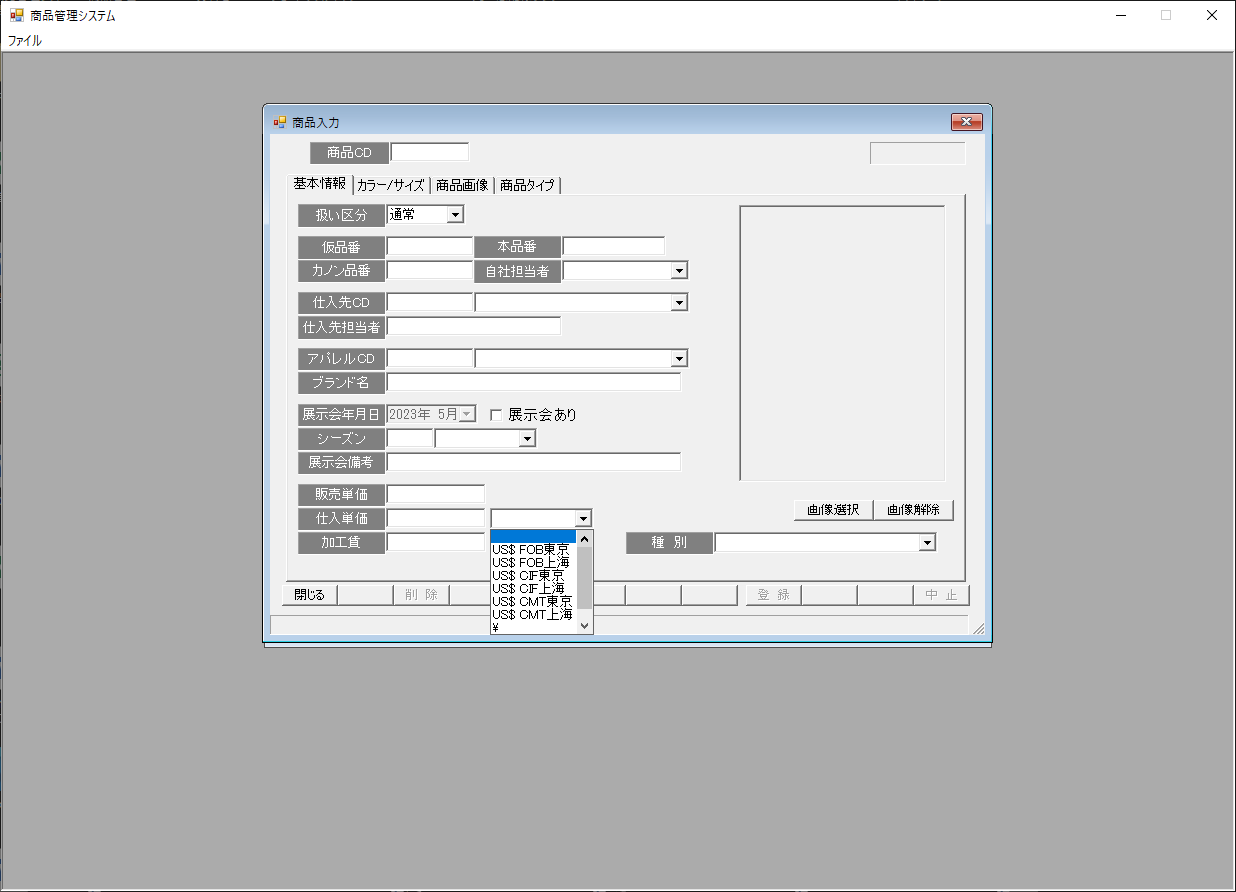 商品管理システム
ファイル
商品入力
商品CD
基本情報 カラー/サイズ 商品画像 商品タイプ
扱い区分 通常
仮品番 本品番
カノン品番 自社担当者
仕入先CD
仕入先担当者
アパレルCD
ブランド名
展示会年月日 2023年 5月 展示会あり
シーズン
展示会備考
販売単価
画像選択 画像解除
仕入単価
加工賃 種 別
US$ FOB東京
US$ FOB上海
US$ CIF東京
US$ CIF上海
US$ CMT東京
US$ CMT上海
¥
閉じる 削 除 登 録 中 止